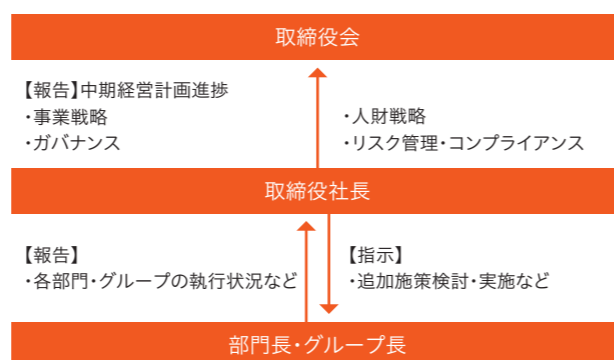 取締役会
【報告】中期経営計画進捗
・事業戦略
・ガバナンス
・人財戦略
・リスク管理・コンプライアンス
取締役社長
【報告】
・各部門・グループの執行状況など
【指示】
・追加施策検討・実施など
部門長・グループ長